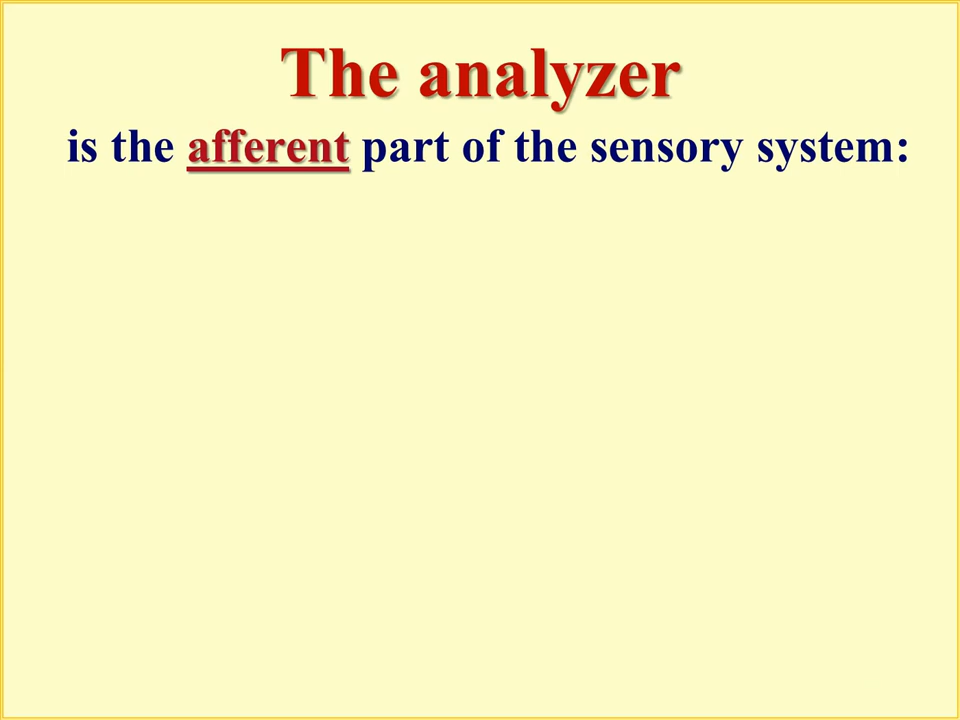 The analyzer
is the afferent part of the sensory system: